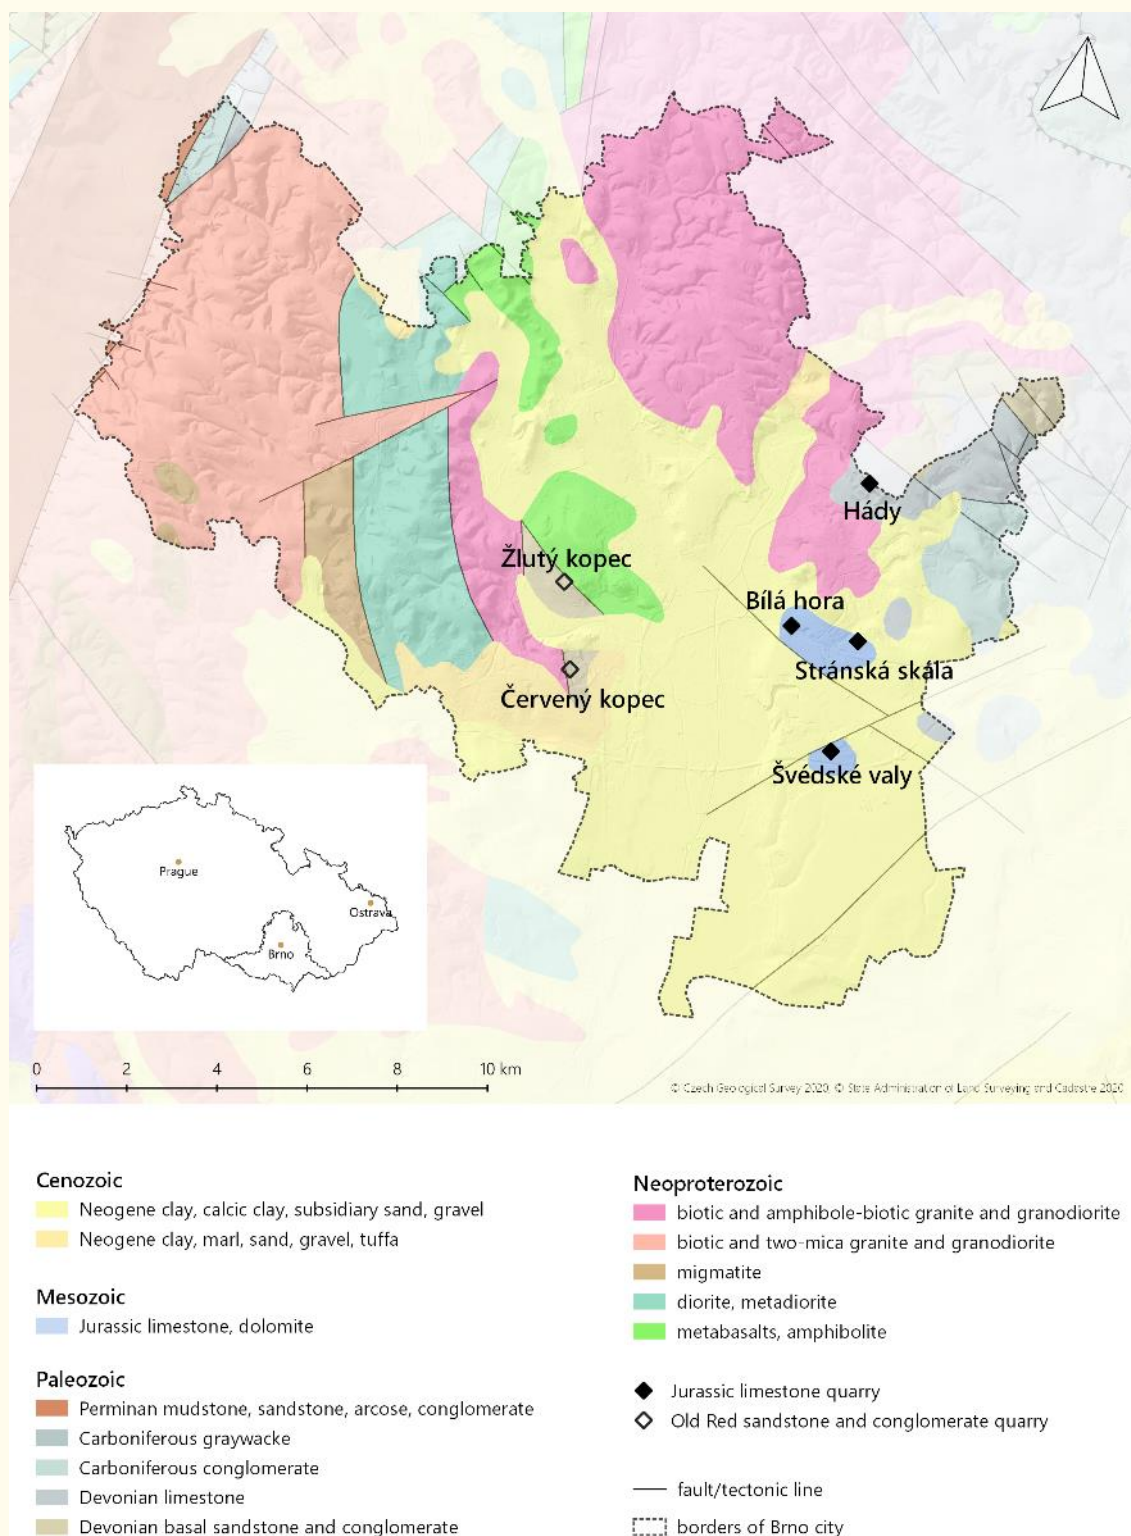 Hády
Žlutý kopec
Bílá hora
Stránská skála
Červený kopec
Švédské valy
Prague
Ostrava
Brno
0 2 4 6 8 10 km
© Czech Geological Survey 2020, © State Administration of Land Surveying and Cadastre 2020
Cenozoic
Neogene clay, calcic clay, subsidiary sand, gravel
Neogene clay, marl, sand, gravel, tuffa
Mesozoic
Jurassic limestone, dolomite
Paleozoic
Perminan mudstone, sandstone, arcose, conglomerate
Carboniferous graywacke
Carboniferous conglomerate
Devonian limestone
Devonian basal sandstone and conglomerate
Neoproterozoic
biotic and amphibole-biotic granite and granodiorite
biotic and two-mica granite and granodiorite
migmatite
diorite, metadiorite
metabasalts, amphibolite
Jurassic limestone quarry
Old Red sandstone and conglomerate quarry
fault/tectonic line
borders of Brno city